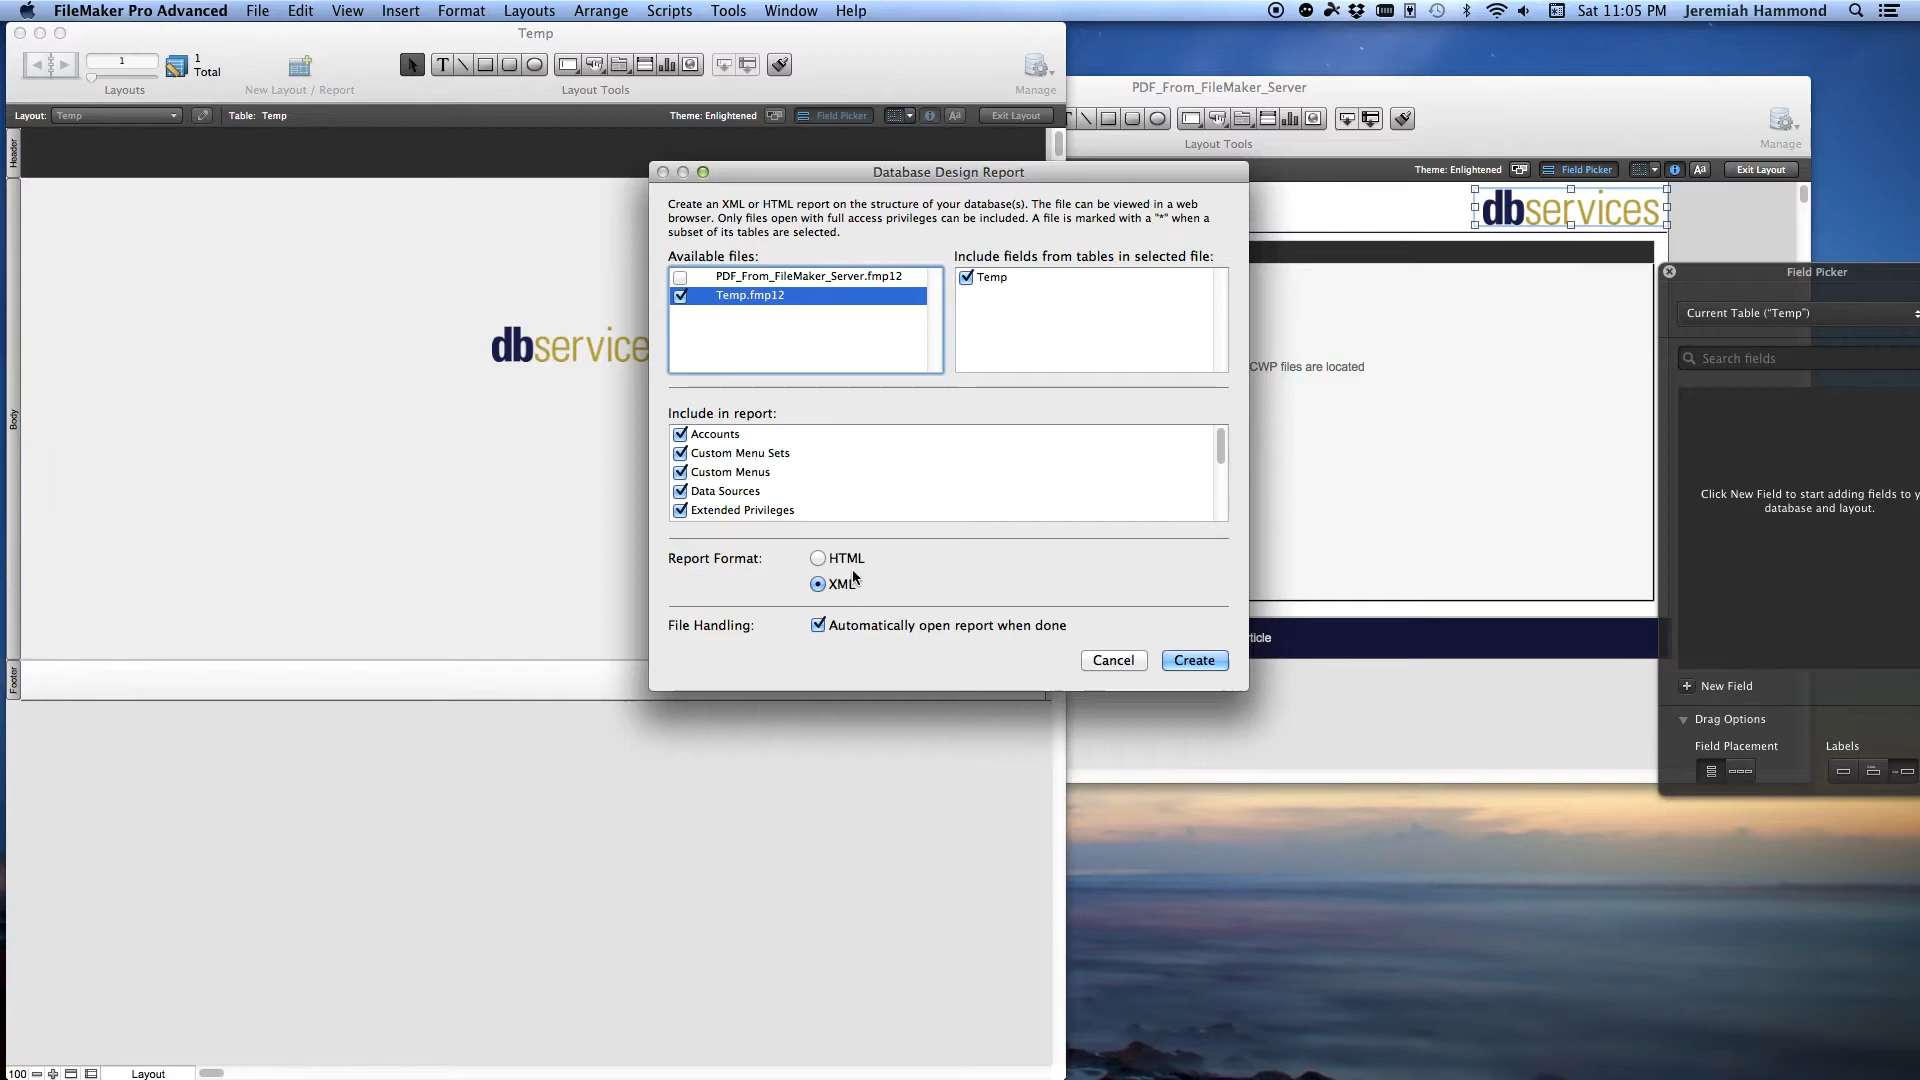 FileMaker Pro Advanced File Edit View Insert Format Layouts Arrange Scripts Tools Window Help Sat 11:05 PM Jeremiah Hammond
Temp
1
1
Total
Layouts
New Layout / Report
Layout Tools
Manage
Layout: Temp Table: Temp Theme: Enlightened Field Picker Aa Exit Layout
Header
Body
Footer
dbservice
100
Layout
PDF_From_FileMaker_Server
Layout Tools
Manage
Theme: Enlightened Field Picker Aa Exit Layout
dbservices
CWP files are located
ticle
Database Design Report
Create an XML or HTML report on the structure of your database(s). The file can be viewed in a web
browser. Only files open with full access privileges can be included. A file is marked with a "*" when a
subset of its tables are selected.
Available files:
PDF_From_FileMaker_Server.fmp12
Temp.fmp12
Include fields from tables in selected file:
Temp
Include in report:
Accounts
Custom Menu Sets
Custom Menus
Data Sources
Extended Privileges
Report Format:
HTML
XML
File Handling:
Automatically open report when done
Cancel
Create
Field Picker
Current Table ("Temp")
Search fields
Click New Field to start adding fields to y
database and layout.
New Field
Drag Options
Field Placement
Labels